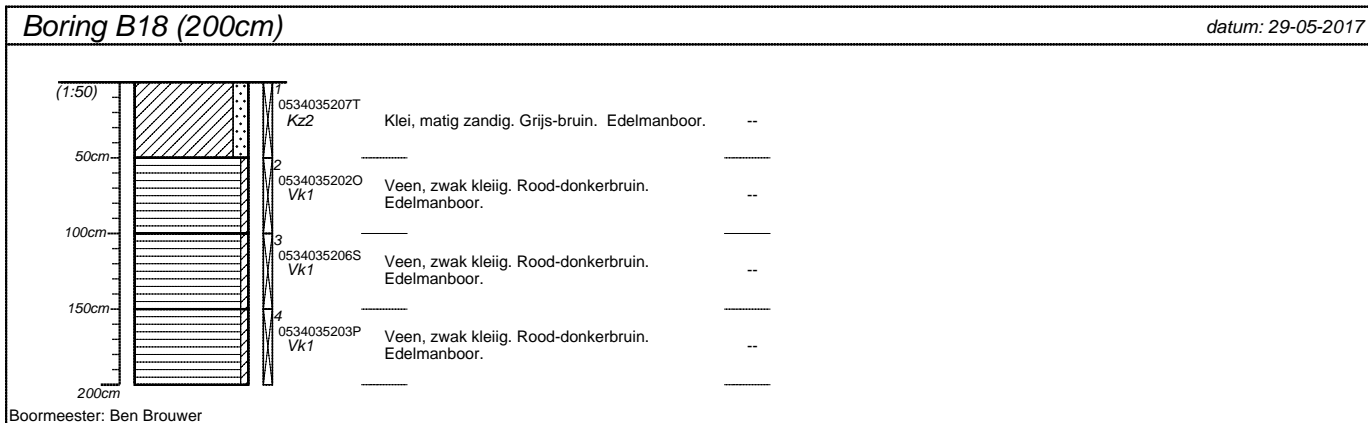 Boring B18 (200cm)
datum: 29-05-2017
(1:50)
1
0534035207T
Kz2
Klei, matig zandig. Grijs-bruin. Edelmanboor.
--
50cm
2
0534035202O
Vk1
Veen, zwak kleiig. Rood-donkerbruin.
Edelmanboor.
--
100cm
3
0534035206S
Vk1
Veen, zwak kleiig. Rood-donkerbruin.
Edelmanboor.
--
150cm
4
0534035203P
Vk1
Veen, zwak kleiig. Rood-donkerbruin.
Edelmanboor.
--
200cm
Boormeester: Ben Brouwer